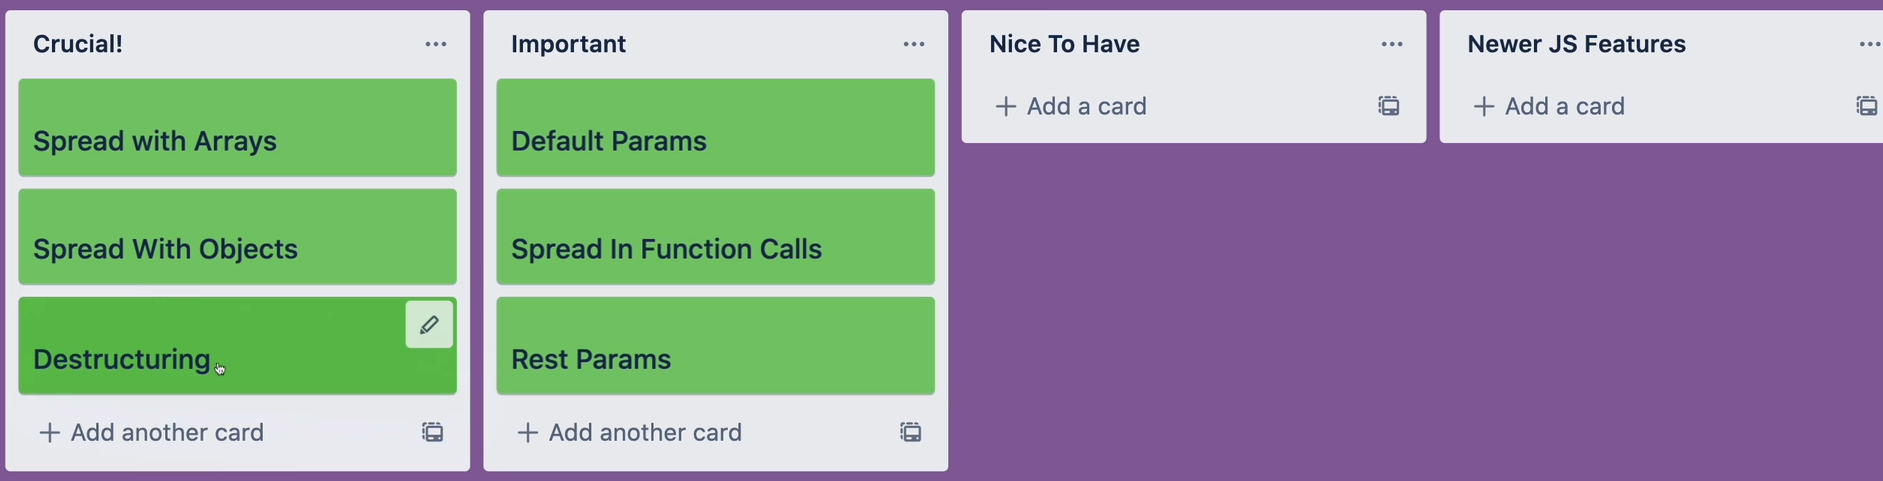 Crucial!
Spread with Arrays
Spread With Objects
Destructuring
+ Add another card
Important
Default Params
Spread In Function Calls
Rest Params
+ Add another card
Nice To Have
+ Add a card
Newer JS Features
+ Add a card